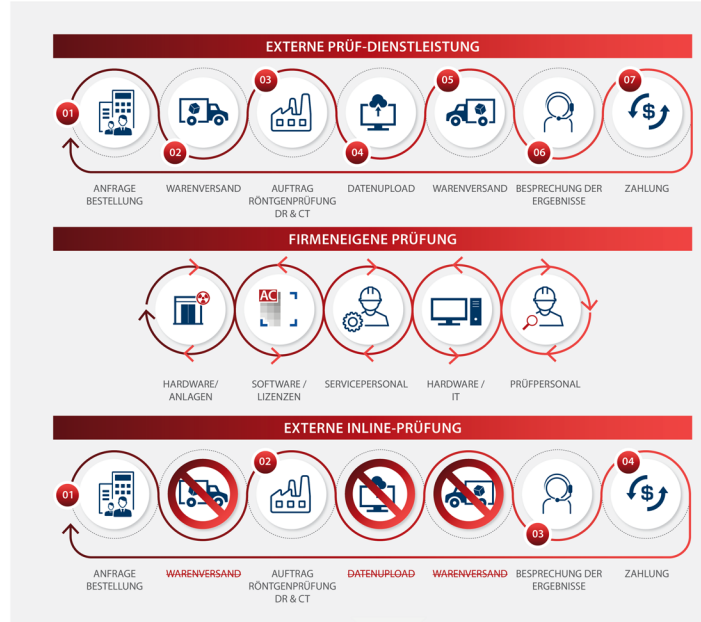 EXTERNE PRÜF-DIENSTLEISTUNG
01
02
03
04
05
06
07
$
ANFRAGE
BESTELLUNG
WARENVERSAND
AUFTRAG
RÖNTGENPRÜFUNG
DR & CT
DATENUPLOAD
WARENVERSAND
BESPRECHUNG DER
ERGEBNISSE
ZAHLUNG
FIRMENEIGENE PRÜFUNG
AC
HARDWARE/
ANLAGEN
SOFTWARE /
LIZENZEN
SERVICEPERSONAL
HARDWARE /
IT
PRÜFPERSONAL
EXTERNE INLINE-PRÜFUNG
01
02
03
04
$
ANFRAGE
BESTELLUNG
WARENVERSAND
AUFTRAG
RÖNTGENPRÜFUNG
DR & CT
DATENUPLOAD
WARENVERSAND
BESPRECHUNG DER
ERGEBNISSE
ZAHLUNG